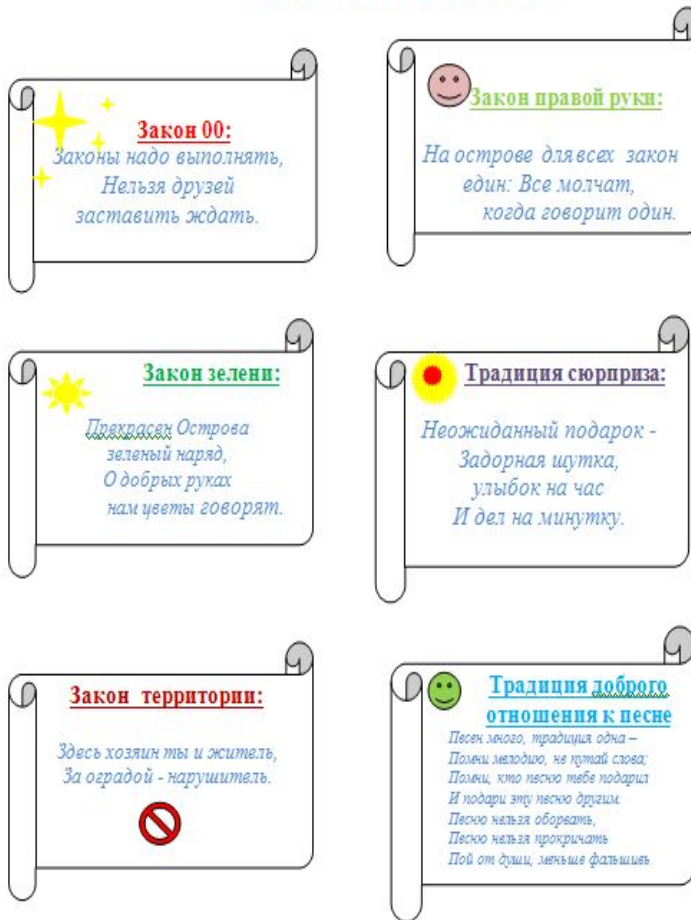 Закон 00:
Законы надо выполнять,
Нельзя друзей
заставить ждать.
Закон правой руки:
На острове для всех закон
един: Все молчат,
когда говорит один.
Закон зелени:
Прекрасен Острова
зеленый наряд,
О добрых руках
нам цветы говорят.
Традиция сюрприза:
Неожиданный подарок -
Задорная шутка,
улыбок на час
И дел на минутку.
Закон территории:
Здесь хозяин ты и житель,
За оградой - нарушитель.
Традиция доброго
отношения к песне
Песен много, традиция одна –
Помни мелодию, не путай слова;
Помни, кто песню тебе подарил
И подари эту песню другим.
Песню нельзя оборвать,
Песню нельзя прокричать
Пой от души, меньше фальшивь